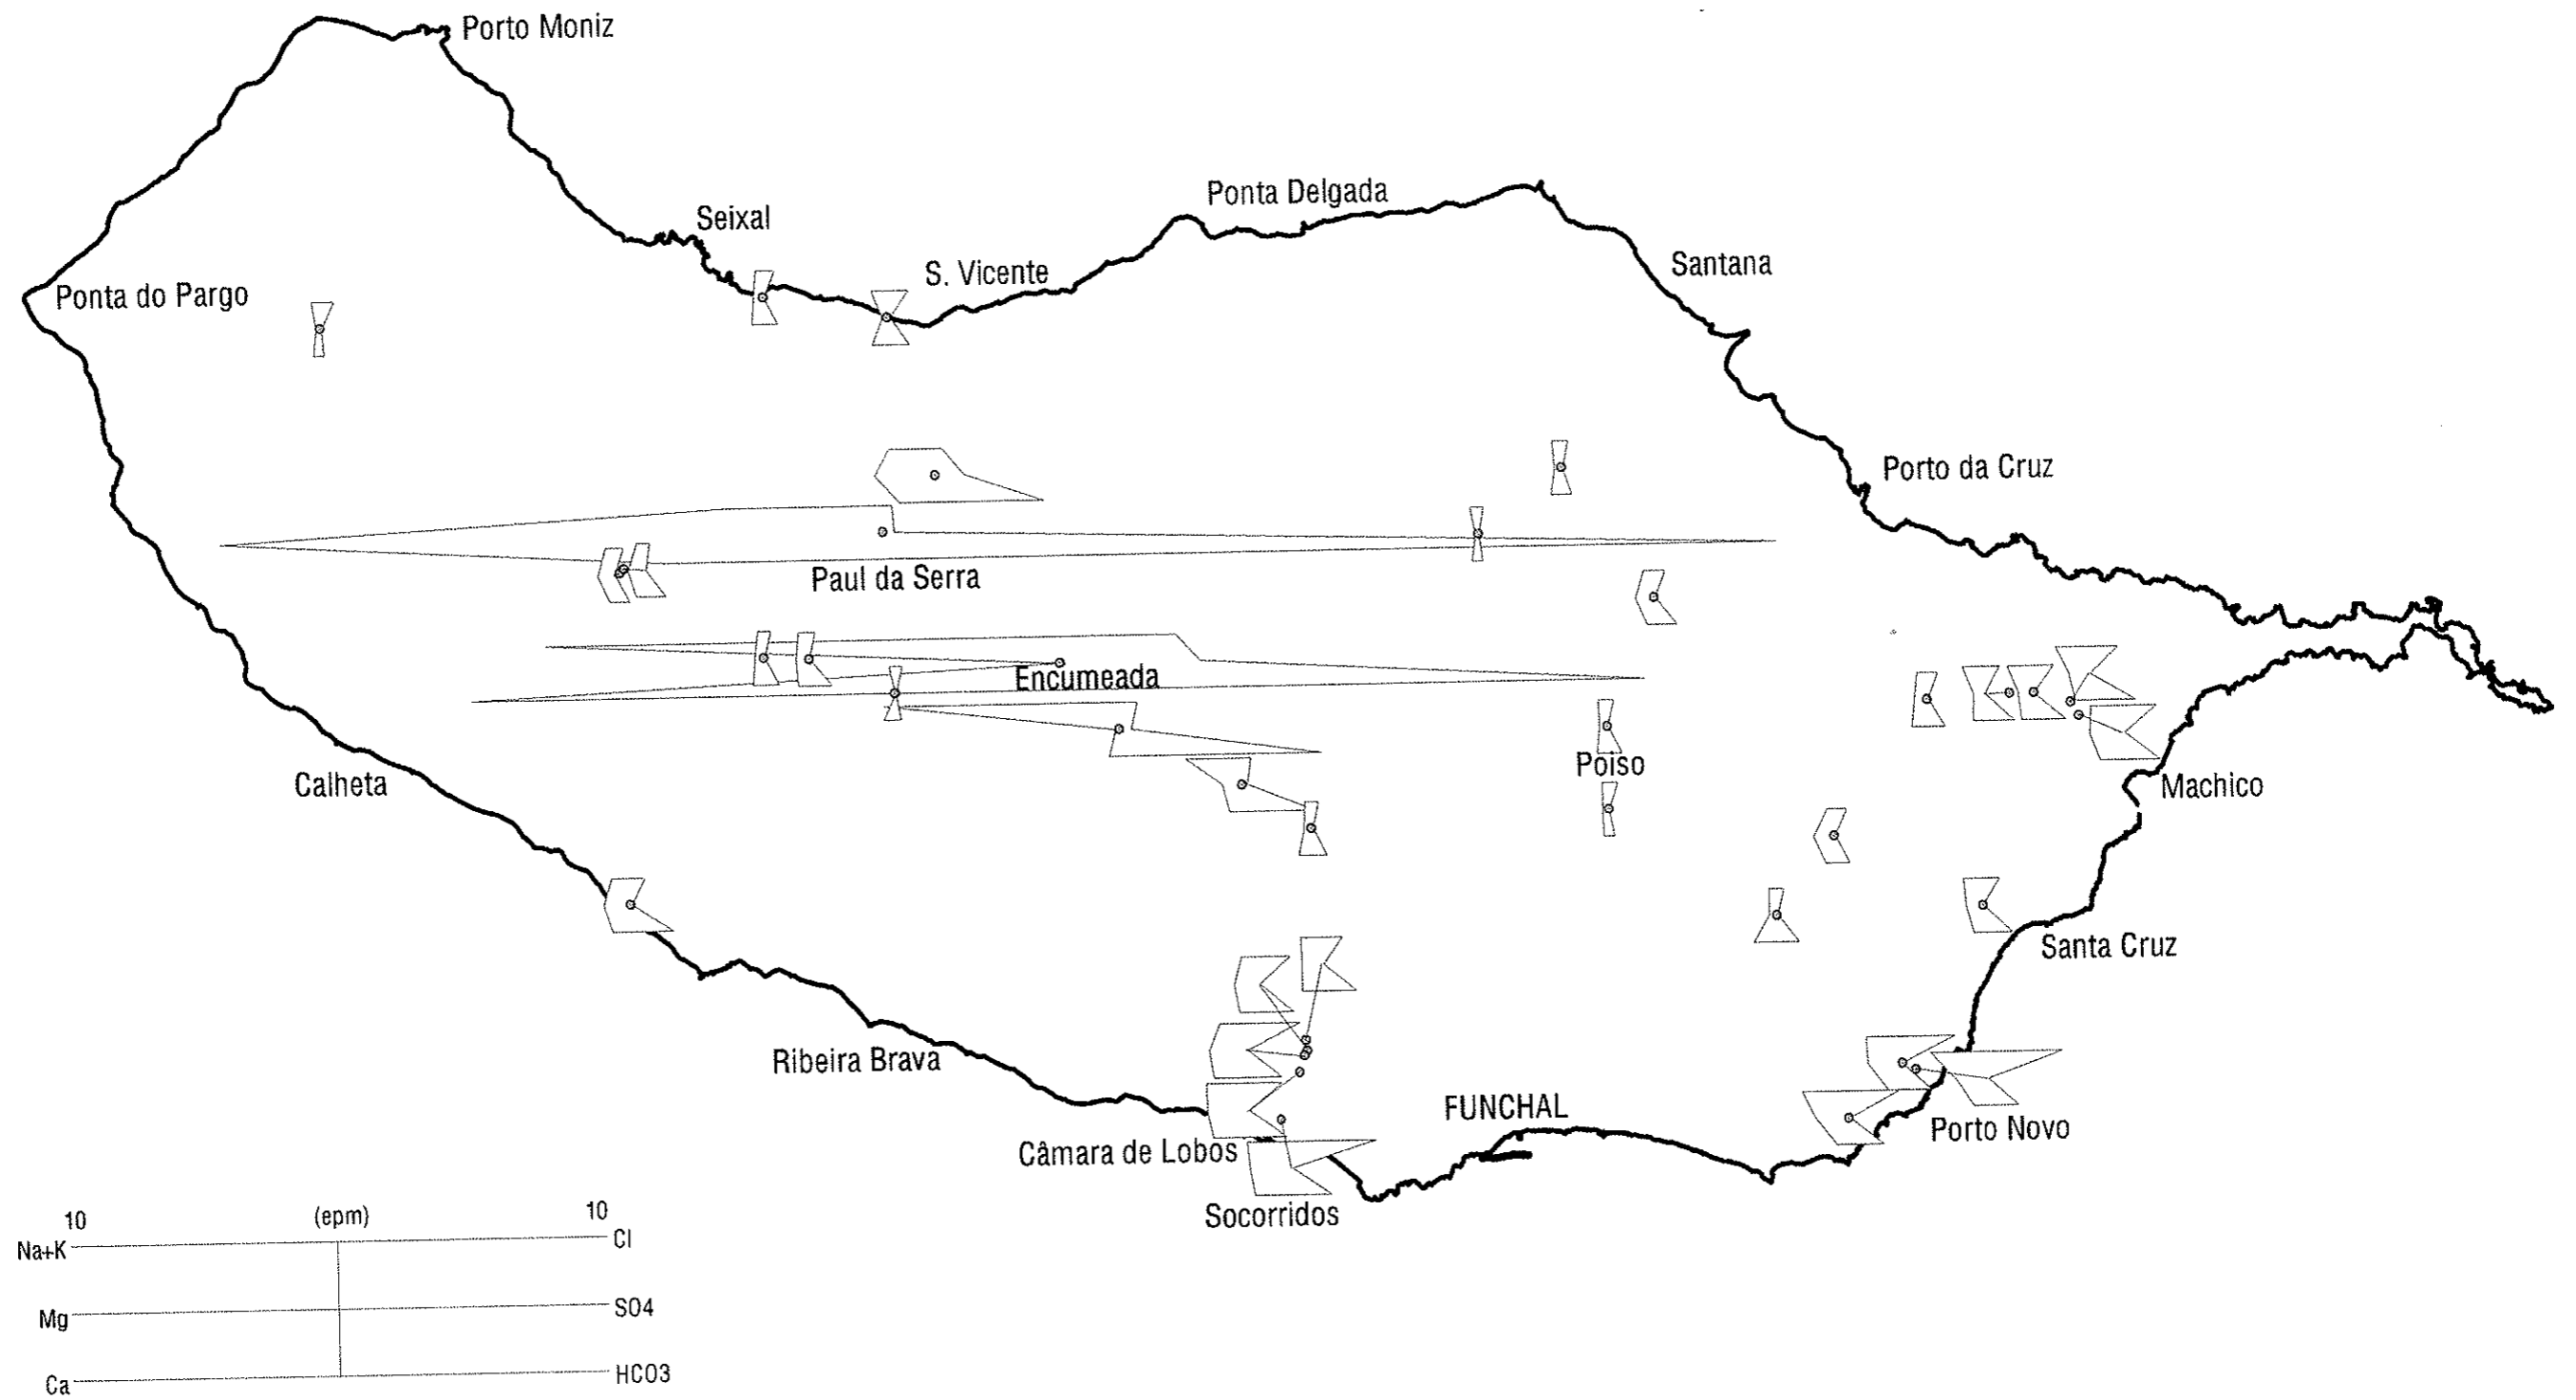 Porto Moniz
Ponta Delgada
Seixal
Santana
S. Vicente
Ponta do Pargo
Porto da Cruz
Paul da Serra
Encumeada
Poiso
Calheta
Machico
Santa Cruz
Ribeira Brava
FUNCHAL
Porto Novo
Câmara de Lobos
Socorridos
10 (epm) 10
Na+K Cl
Mg SO4
Ca HCO3